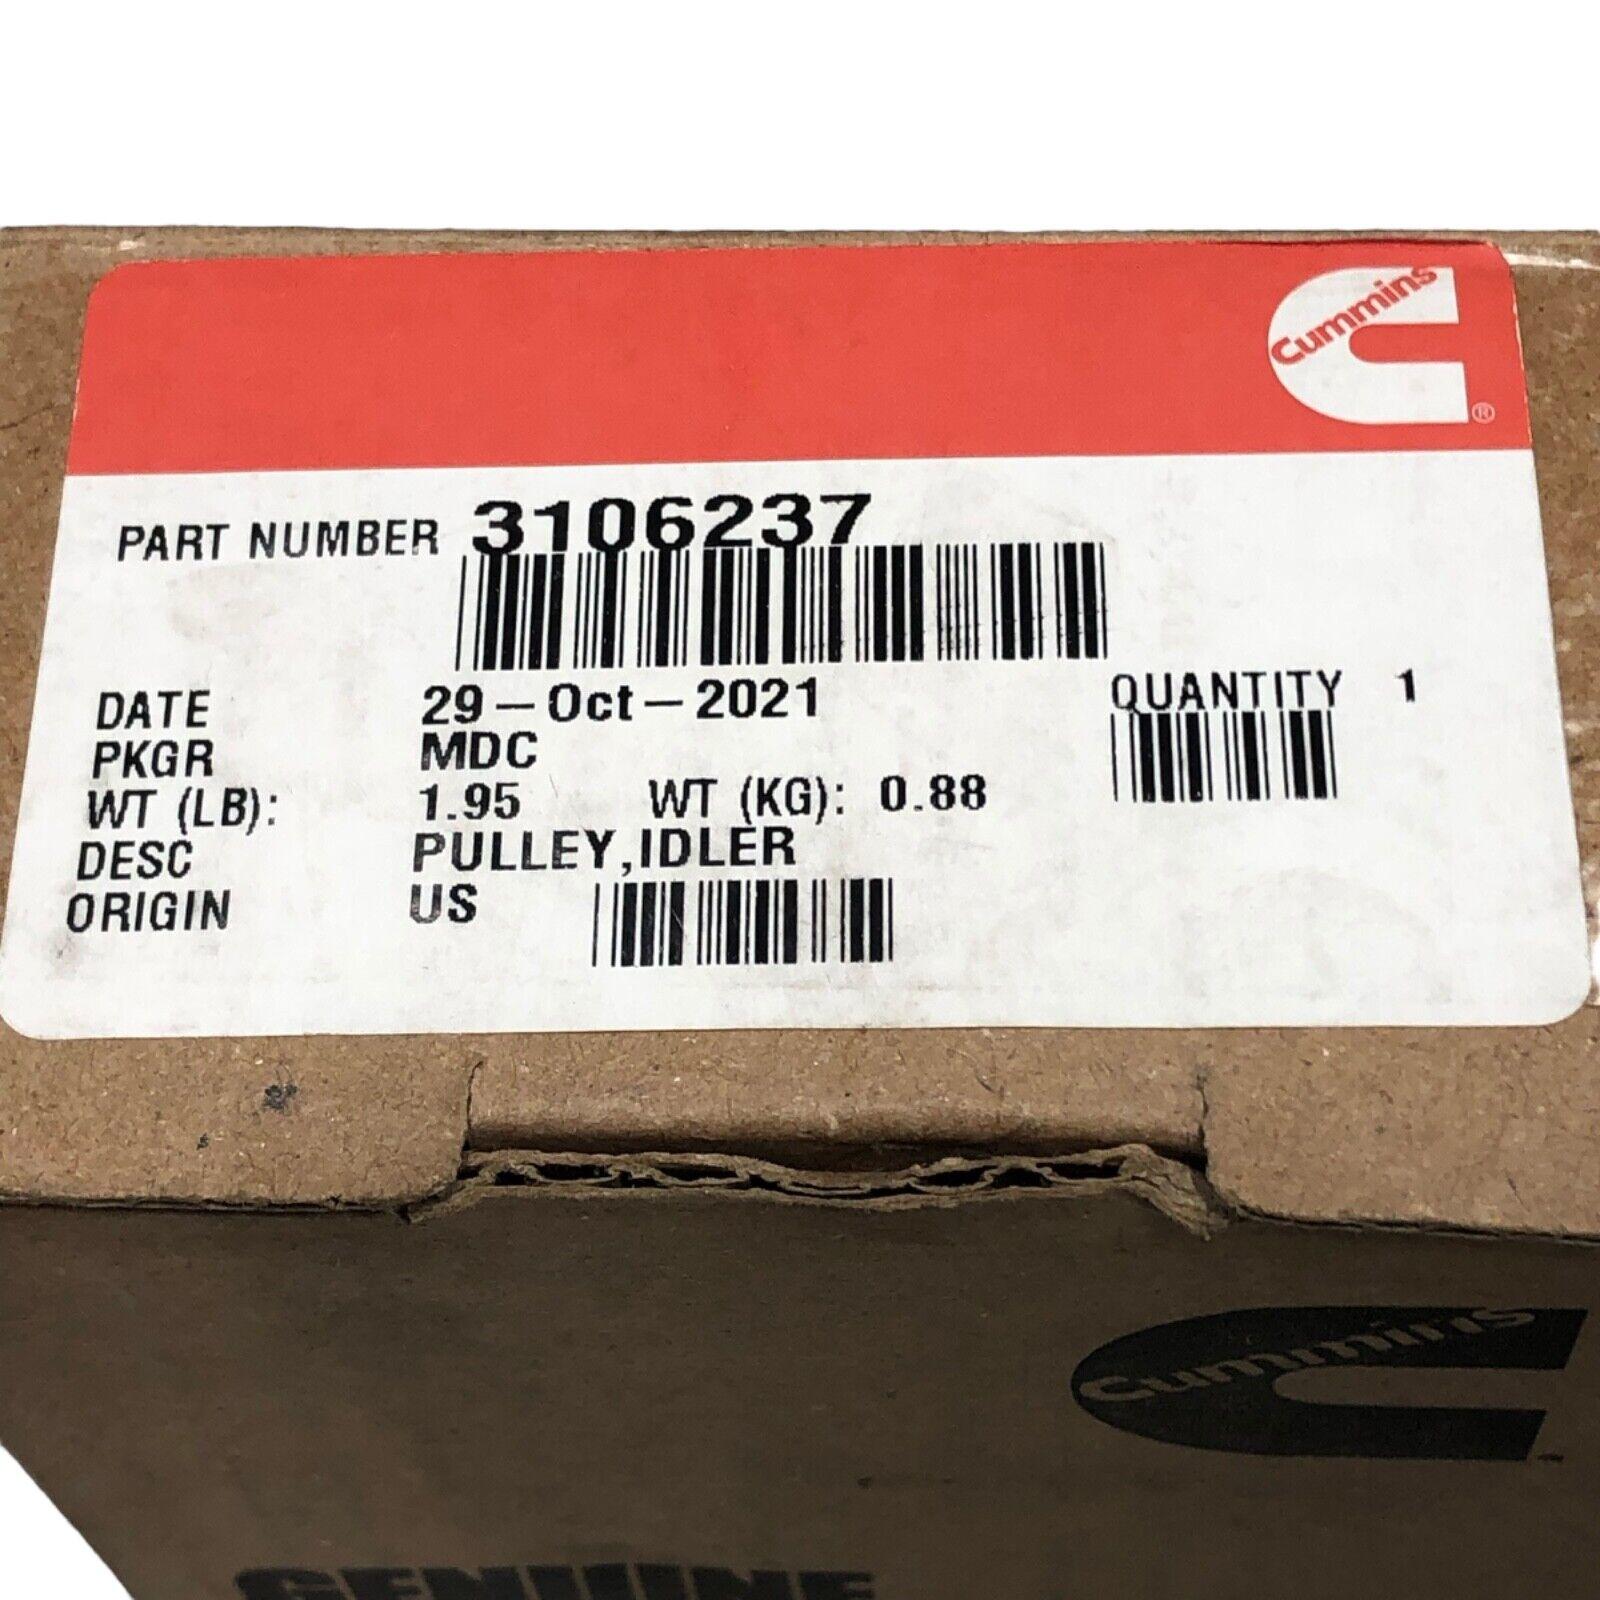 Cummins
®
PART NUMBER 3106237
DATE 29-Oct-2021 QUANTITY 1
PKGR MDC
WT (LB): 1.95 WT (KG): 0.88
DESC PULLEY,IDLER
ORIGIN US
Cummins
GENUINE